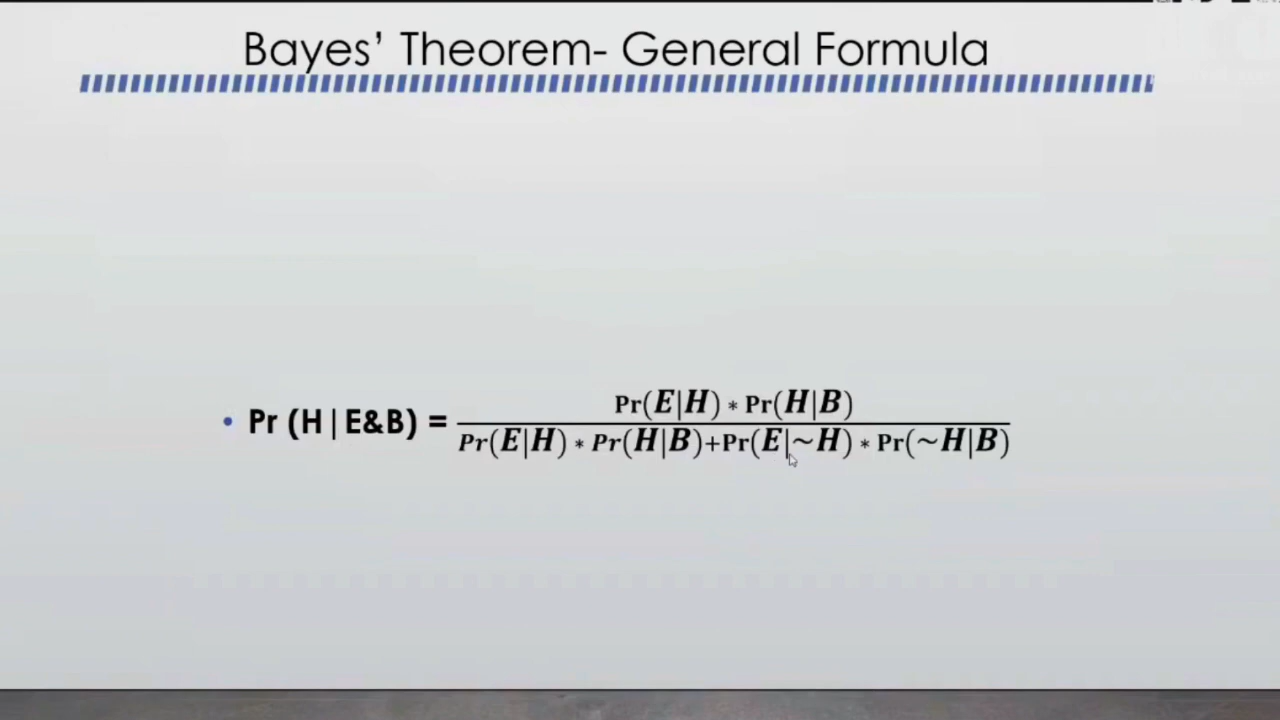 Bayes' Theorem- General Formula
• Pr (H|E&B) = Pr(E|H) * Pr(H|B)
Pr(E|H) * Pr(H|B)+Pr(E|~H) * Pr(~H|B)